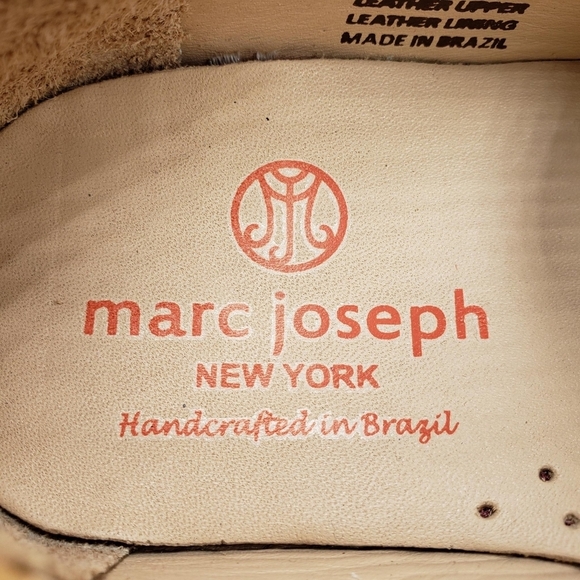 LEATHER UPPER
LEATHER LINING
MADE IN BRAZIL
marc joseph
NEW YORK
Handcrafted in Brazil